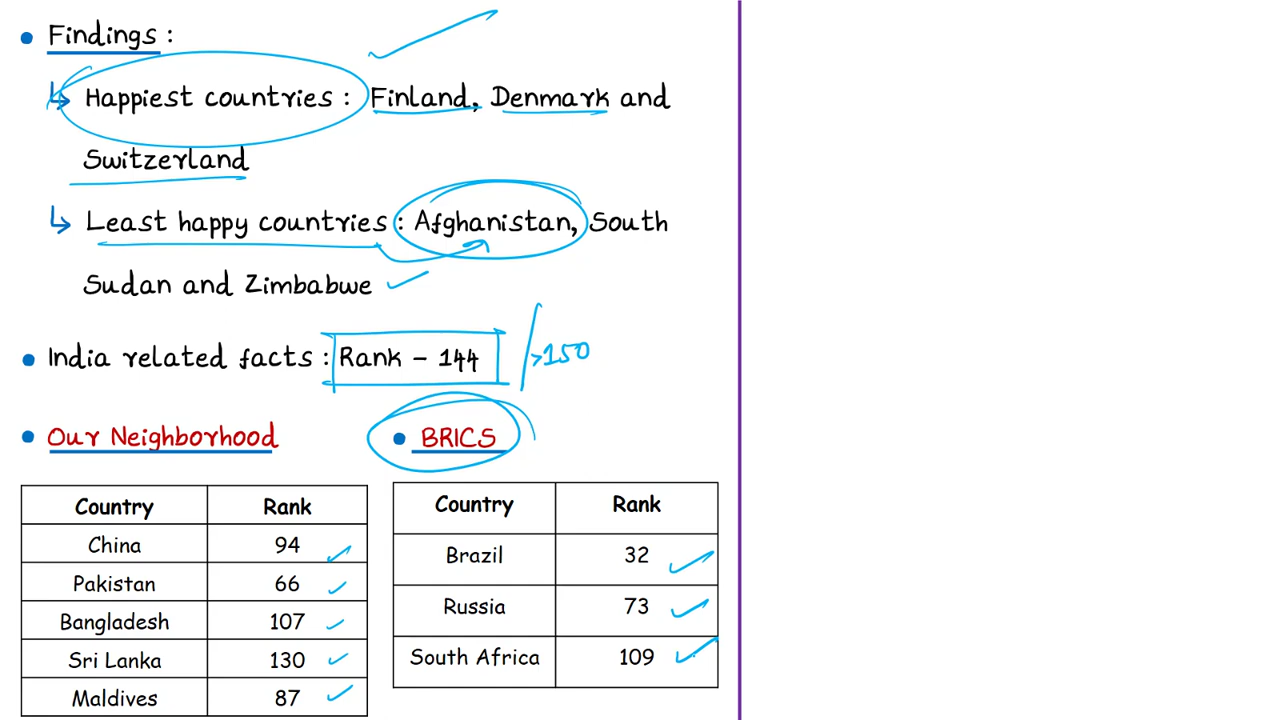 • Findings :
↳ Happiest countries : Finland, Denmark and
Switzerland
↳ Least happy countries : Afghanistan, South
Sudan and Zimbabwe
• India related facts : Rank – 144 >150
• Our Neighborhood
Country Rank
China 94
Pakistan 66
Bangladesh 107
Sri Lanka 130
Maldives 87
• BRICS
Country Rank
Brazil 32
Russia 73
South Africa 109